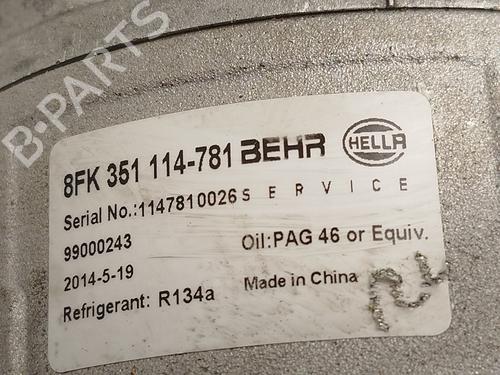 B-PARTS
8FK 351 114-781 BEHR HELLA
Serial No.:1147810026 SERVICE
99000243
Oil:PAG 46 or Equiv.
2014-5-19
Made in China
Refrigerant: R134a